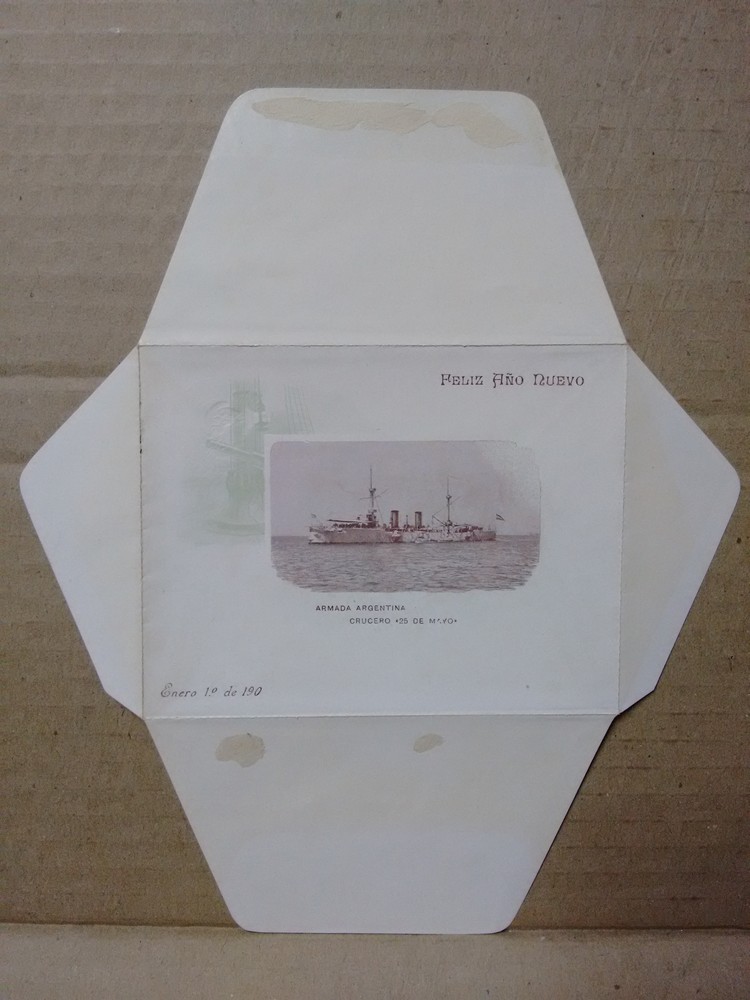 Feliz Año Nuevo
ARMADA ARGENTINA
CRUCERO «25 DE MAYO»
Enero 1º de 190